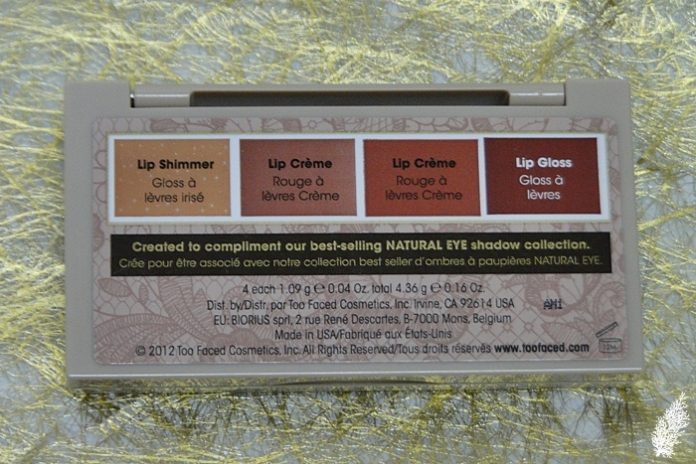 Lip Shimmer
Gloss à
lèvres irisé
Lip Crème
Rouge à
lèvres Crème
Lip Crème
Rouge à
lèvres Crème
Lip Gloss
Gloss à
lèvres
Created to compliment our best-selling NATURAL EYE shadow collection.
Crée pour être associé avec notre collection best seller d'ombres à paupières NATURAL EYE.
4 each 1.09 g ℮ 0.04 Oz. total 4.36 g ℮ 0.16 Oz.
Dist. by/Distr. par Too Faced Cosmetics, Inc. Irvine, CA 92614 USA
EU: BIORIUS sprl, 2 rue René Descartes, B-7000 Mons, Belgium
Made in USA/Fabriqué aux États-Unis
© 2012 Too Faced Cosmetics, Inc. All Rights Reserved/Tous droits réservés www.toofaced.com